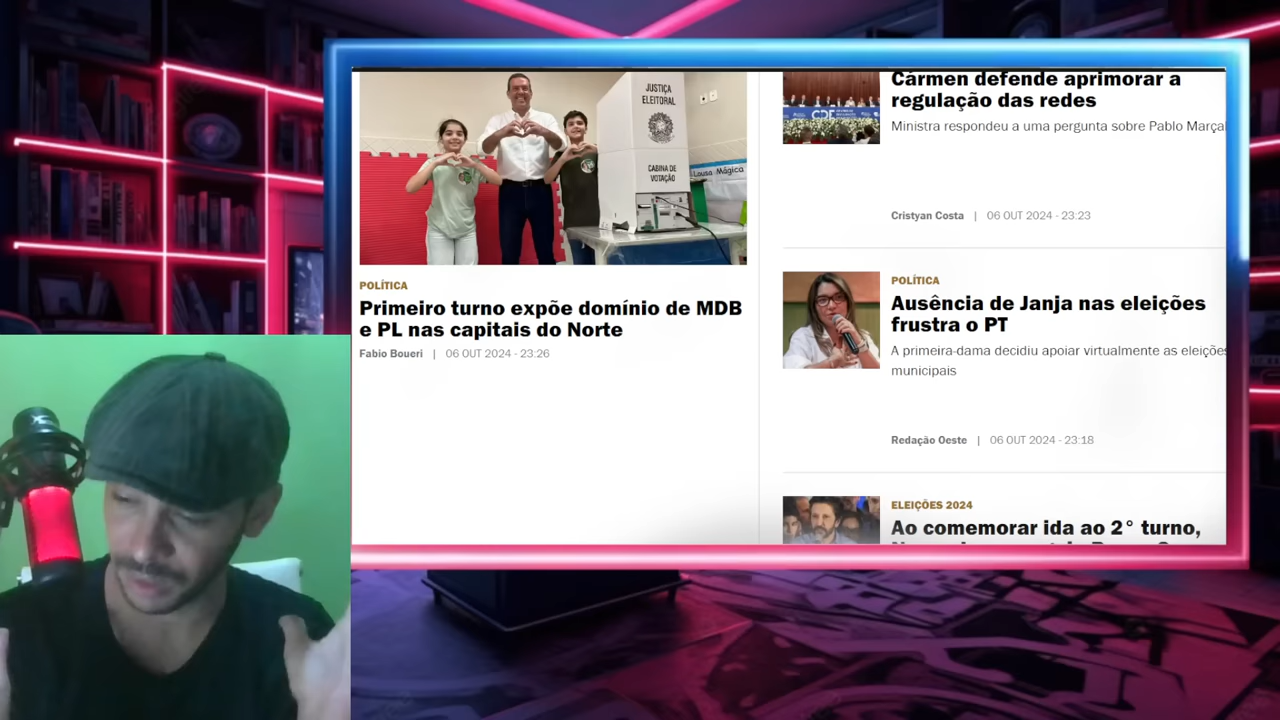 JUSTIÇA
ELEITORAL
CABINA DE
VOTAÇÃO
Lousa Mágica
POLÍTICA
Primeiro turno expõe domínio de MDB
e PL nas capitais do Norte
Fabio Boueri | 06 OUT 2024 - 23:26
Cármen defende aprimorar a
regulação das redes
Ministra respondeu a uma pergunta sobre Pablo Marçal
Cristyan Costa | 06 OUT 2024 - 23:23
POLÍTICA
Ausência de Janja nas eleições
frustra o PT
A primeira-dama decidiu apoiar virtualmente as eleições
municipais
Redação Oeste | 06 OUT 2024 - 23:18
ELEIÇÕES 2024
Ao comemorar ida ao 2° turno,